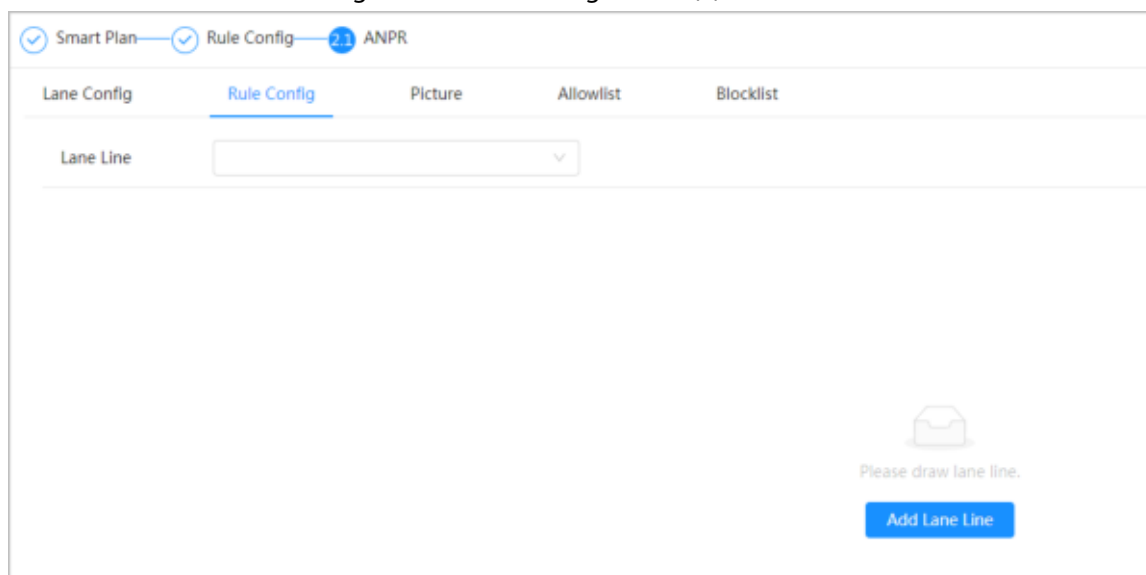 Smart Plan Rule Config 2.1 ANPR
Lane Config Rule Config Picture Allowlist Blocklist
Lane Line
Please draw lane line.
Add Lane Line